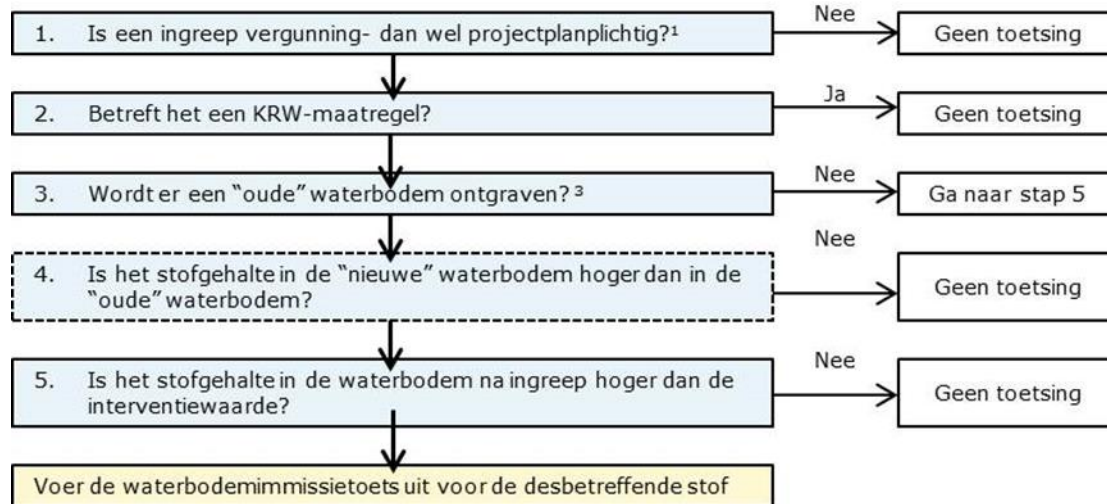 Nee
1. Is een ingreep vergunning- dan wel projectplanplichtig?¹
Geen toetsing
Ja
2. Betreft het een KRW-maatregel?
Geen toetsing
Nee
3. Wordt er een “oude” waterbodem ontgraven? ³
Ga naar stap 5
Nee
4. Is het stofgehalte in de “nieuwe” waterbodem hoger dan in de
“oude” waterbodem?
Geen toetsing
Nee
5. Is het stofgehalte in de waterbodem na ingreep hoger dan de
interventiewaarde?
Geen toetsing
Voer de waterbodemimmissietoets uit voor de desbetreffende stof